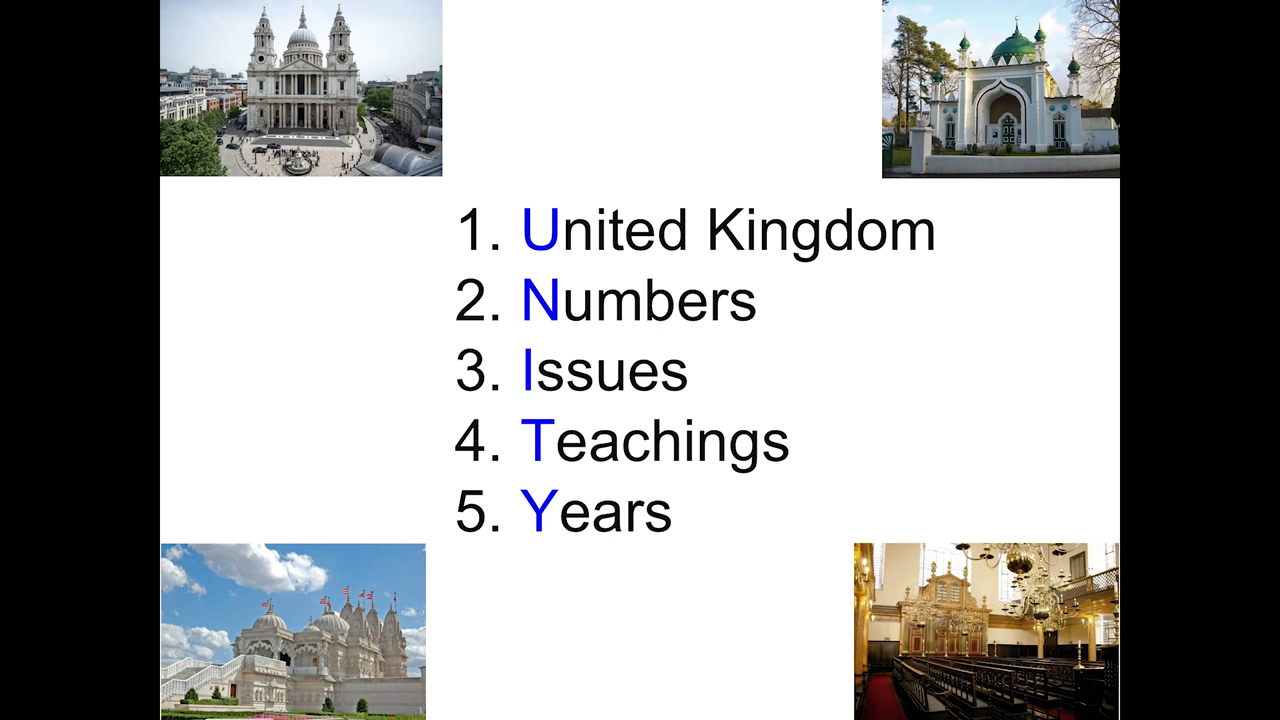 1. United Kingdom
2. Numbers
3. Issues
4. Teachings
5. Years